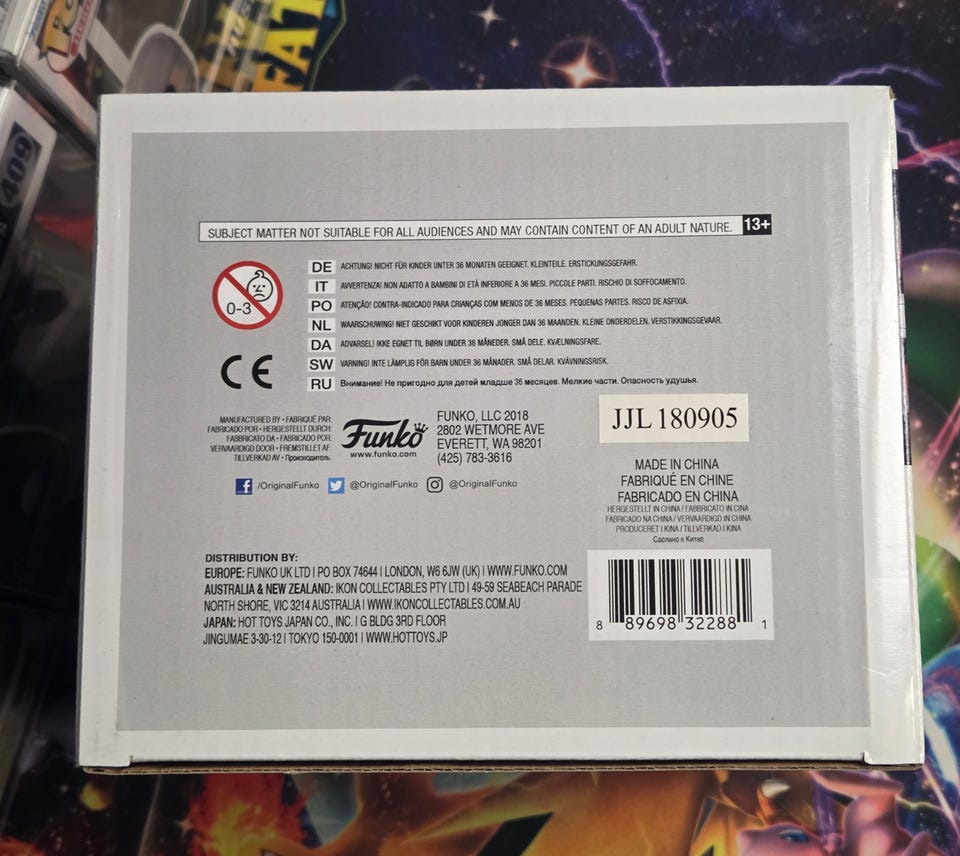 FAT
409
SUBJECT MATTER NOT SUITABLE FOR ALL AUDIENCES AND MAY CONTAIN CONTENT OF AN ADULT NATURE. 13+
0-3
DE ACHTUNG! NICHT FÜR KINDER UNTER 36 MONATEN GEEIGNET. KLEINTEILE. ERSTICKUNGSGEFAHR.
IT AVVERTENZA! NON ADATTO A BAMBINI DI ETÀ INFERIORE A 36 MESI. PICCOLE PARTI. RISCHIO DI SOFFOCAMENTO.
PO ATENÇÃO! CONTRA-INDICADO PARA CRIANÇAS COM MENOS DE 36 MESES. PEQUENAS PARTES. RISCO DE ASFIXIA.
NL WAARSCHUWING! NIET GESCHIKT VOOR KINDEREN JONGER DAN 36 MAANDEN. KLEINE ONDERDELEN. VERSTIKKINGSGEVAAR.
DA ADVARSEL! IKKE EGNET TIL BØRN UNDER 36 MÅNEDER. SMÅ DELE. KVÆLNINGSFARE.
SW VARNING! INTE LÄMPLIG FÖR BARN UNDER 36 MÅNADER. SMÅ DELAR. KVÄVNINGSRISK.
RU Внимание! Не пригодно для детей младше 36 месяцев. Мелкие части. Опасность удушья.
CE
MANUFACTURED BY • FABRIQUÉ PAR
FABRICADO POR • HERGESTELLT DURCH:
FABBRICATO DA • FABRICADO POR:
VERVAARDIGD DOOR • FREMSTILLET AF:
TILLVERKAD AV • Производитель:
Funko
www.funko.com
FUNKO, LLC 2018
2802 WETMORE AVE
EVERETT, WA 98201
(425) 783-3616
JJL 180905
/OriginalFunko @OriginalFunko @OriginalFunko
MADE IN CHINA
FABRIQUÉ EN CHINE
FABRICADO EN CHINA
HERGESTELLT IN CHINA / FABBRICATO IN CINA
FABRICADO NA CHINA / VERVAARDIGD IN CHINA
PRODUCERET I KINA / TILLVERKAD I KINA
Сделано в Китае
DISTRIBUTION BY:
EUROPE: FUNKO UK LTD | PO BOX 74644 | LONDON, W6 6JW (UK) | WWW.FUNKO.COM
AUSTRALIA & NEW ZEALAND: IKON COLLECTABLES PTY LTD | 49-59 SEABEACH PARADE
NORTH SHORE, VIC 3214 AUSTRALIA | WWW.IKONCOLLECTABLES.COM.AU
JAPAN: HOT TOYS JAPAN CO., INC. | G BLDG 3RD FLOOR
JINGUMAE 3-30-12 | TOKYO 150-0001 | WWW.HOTTOYS.JP
8 89698 32288 1